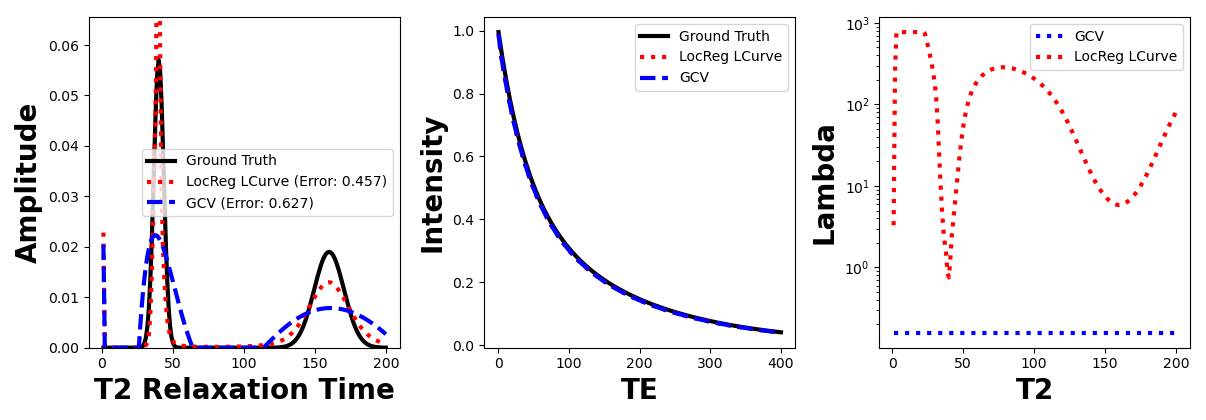 Amplitude
0.06
0.05
0.04
0.03
0.02
0.01
0.00
Ground Truth
LocReg LCurve (Error: 0.457)
GCV (Error: 0.627)
0 50 100 150 200
T2 Relaxation Time
Intensity
1.0
0.8
0.6
0.4
0.2
0.0
Ground Truth
LocReg LCurve
GCV
0 100 200 300 400
TE
Lambda
10³
10²
10¹
10⁰
GCV
LocReg LCurve
0 50 100 150 200
T2